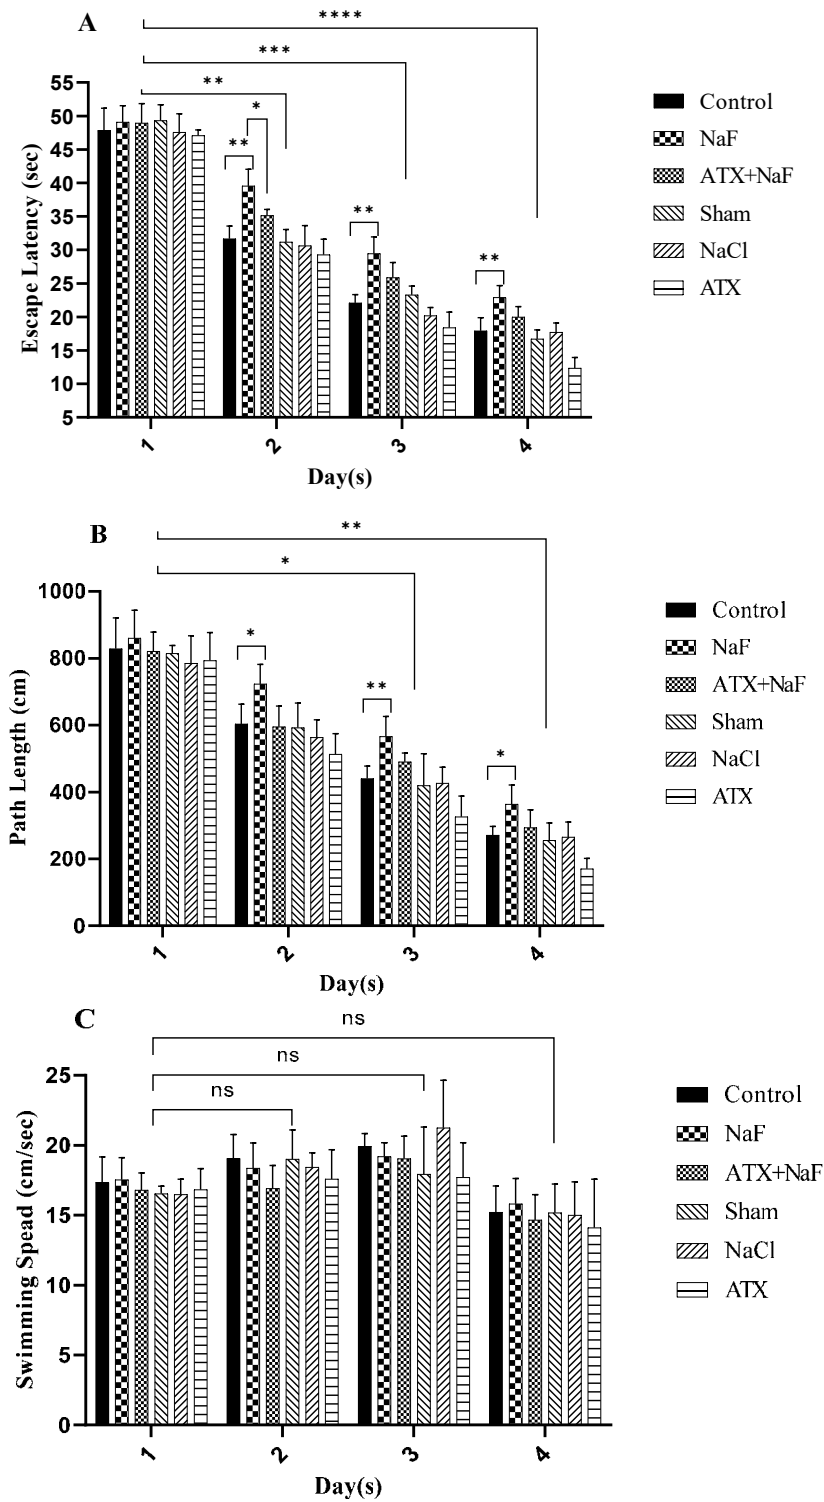 A
****
***
**
*
**
**
**
55
50
45
40
35
30
25
20
15
10
5
Escape Latency (sec)
1
2
3
4
Day(s)
Control
NaF
ATX+NaF
Sham
NaCl
ATX
B
**
*
*
**
*
1000
800
600
400
200
0
Path Length (cm)
1
2
3
4
Day(s)
Control
NaF
ATX+NaF
Sham
NaCl
ATX
C
ns
ns
ns
25
20
15
10
5
0
Swimming Spead (cm/sec)
1
2
3
4
Day(s)
Control
NaF
ATX+NaF
Sham
NaCl
ATX